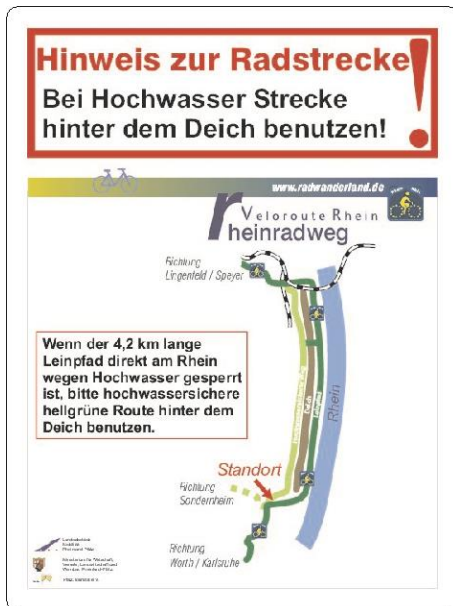 Hinweis zur Radstrecke
!
Bei Hochwasser Strecke
hinter dem Deich benutzen!
www.radwanderland.de
Veloroute Rhein
rheinradweg
Richtung
Lingenfeld / Speyer
Wenn der 4,2 km lange
Leinpfad direkt am Rhein
wegen Hochwasser gesperrt
ist, bitte hochwassersichere
hellgrüne Route hinter dem
Deich benutzen.
Rhein
Standort
Richtung
Sondernheim
Richtung
Wörth / Karlsruhe